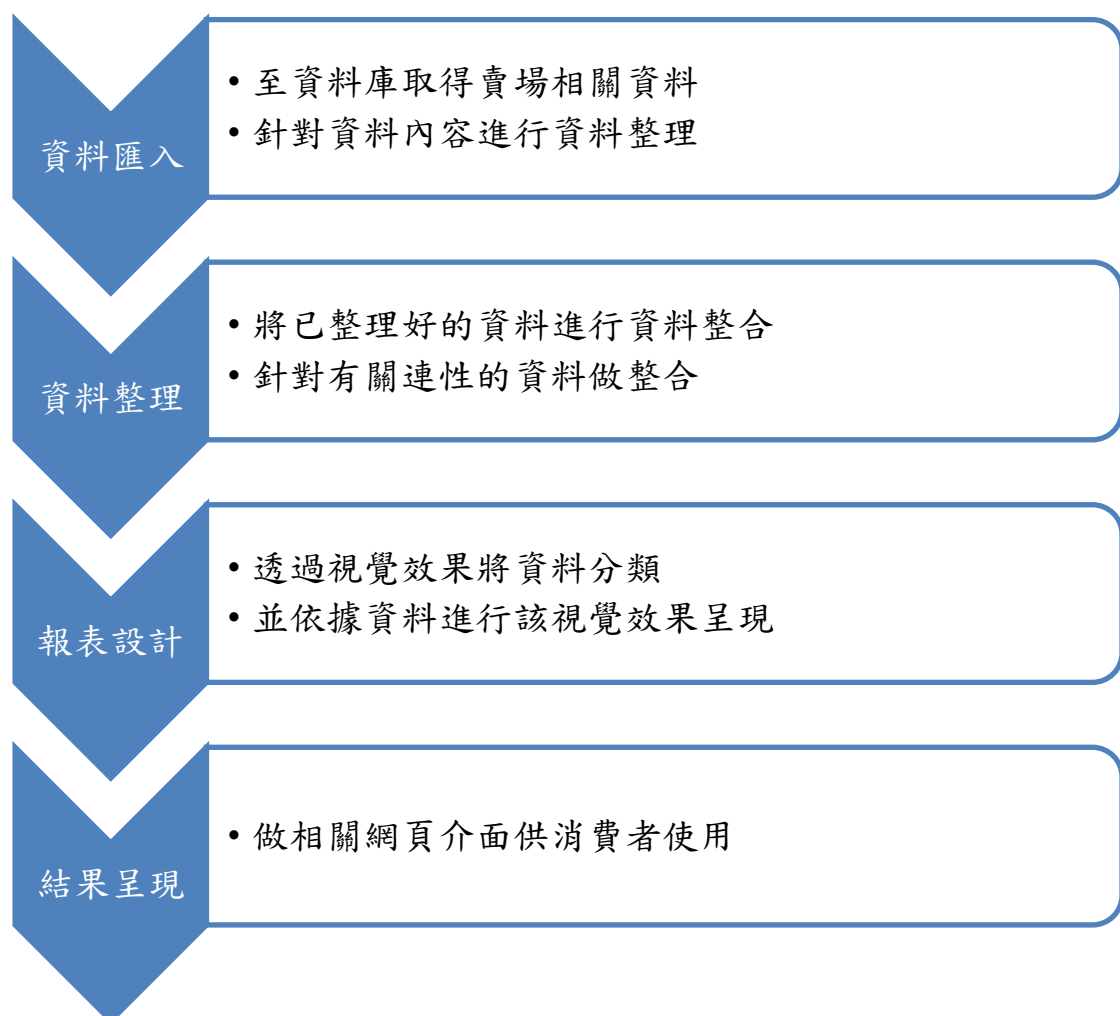 資料匯入
• 至資料庫取得賣場相關資料
• 針對資料內容進行資料整理
資料整理
• 將已整理好的資料進行資料整合
• 針對有關連性的資料做整合
報表設計
• 透過視覺效果將資料分類
• 並依據資料進行該視覺效果呈現
結果呈現
• 做相關網頁介面供消費者使用